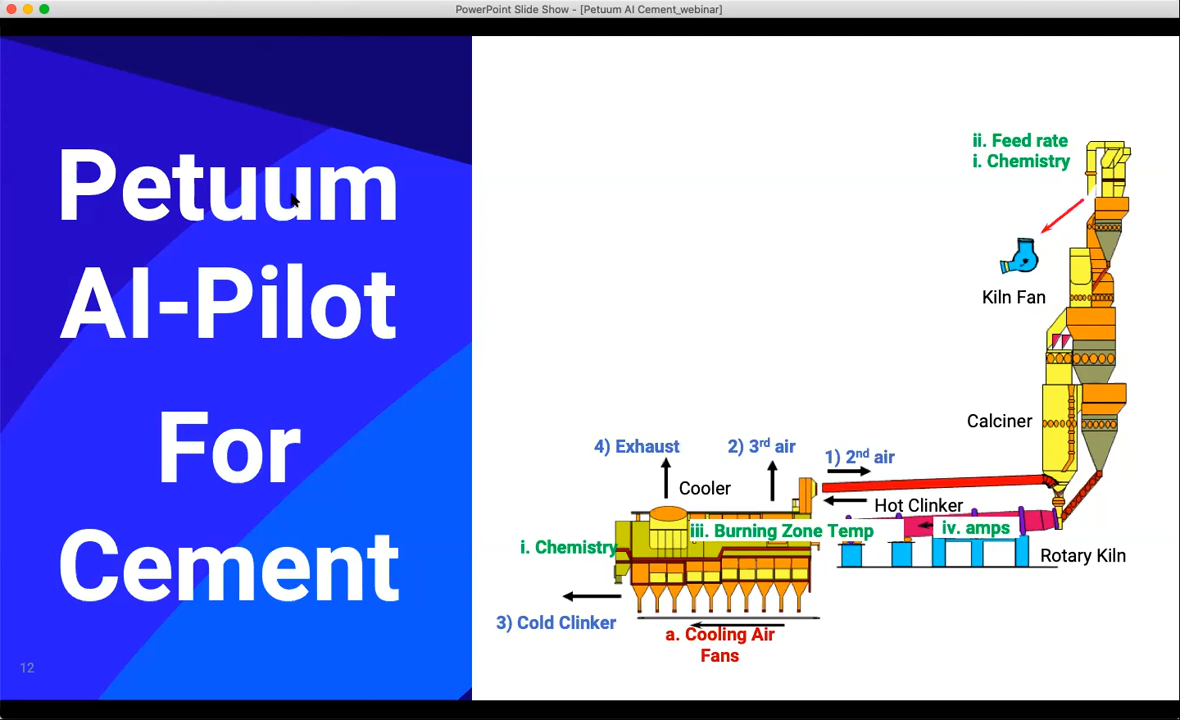 PowerPoint Slide Show - [Petuum AI Cement_webinar]
Petuum
AI-Pilot
For
Cement
12
ii. Feed rate
i. Chemistry
Kiln Fan
Calciner
4) Exhaust
2) 3rd air
1) 2nd air
Cooler
Hot Clinker
iii. Burning Zone Temp
iv. amps
i. Chemistry
Rotary Kiln
3) Cold Clinker
a. Cooling Air
Fans